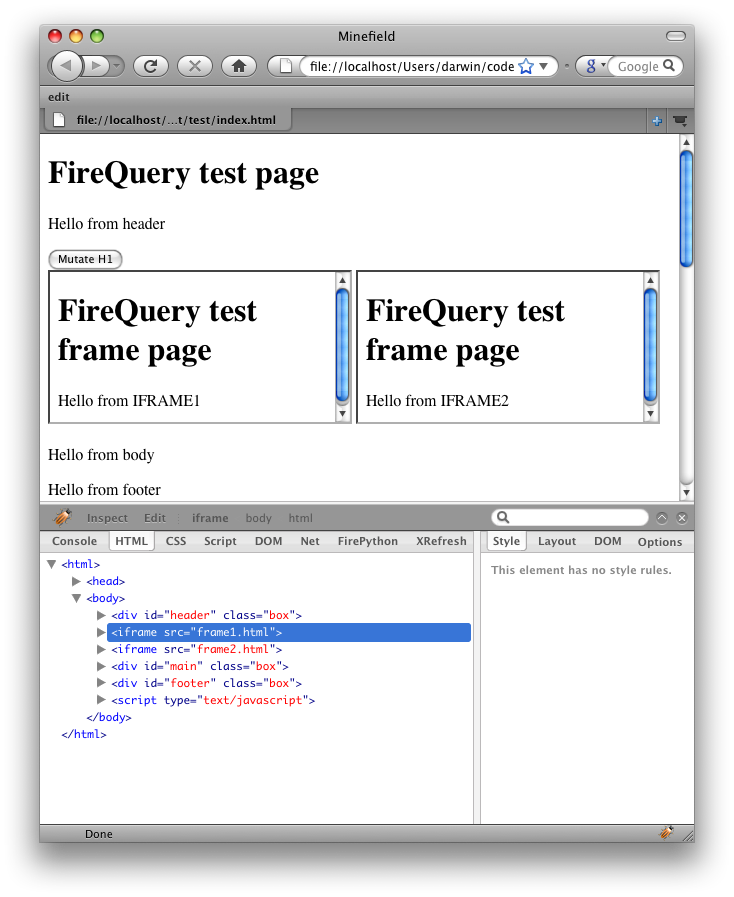 Minefield
file://localhost/Users/darwin/code
g
Google
edit
file://localhost/...t/test/index.html
FireQuery test page
Hello from header
Mutate H1
FireQuery test
frame page
Hello from IFRAME1
FireQuery test
frame page
Hello from IFRAME2
Hello from body
Hello from footer
Inspect Edit iframe body html
Console HTML CSS Script DOM Net FirePython XRefresh
Style Layout DOM Options
<html>
<head>
<body>
<div id="header" class="box">
<iframe src="frame1.html">
<iframe src="frame2.html">
<div id="main" class="box">
<div id="footer" class="box">
<script type="text/javascript">
</body>
</html>
This element has no style rules.
Done